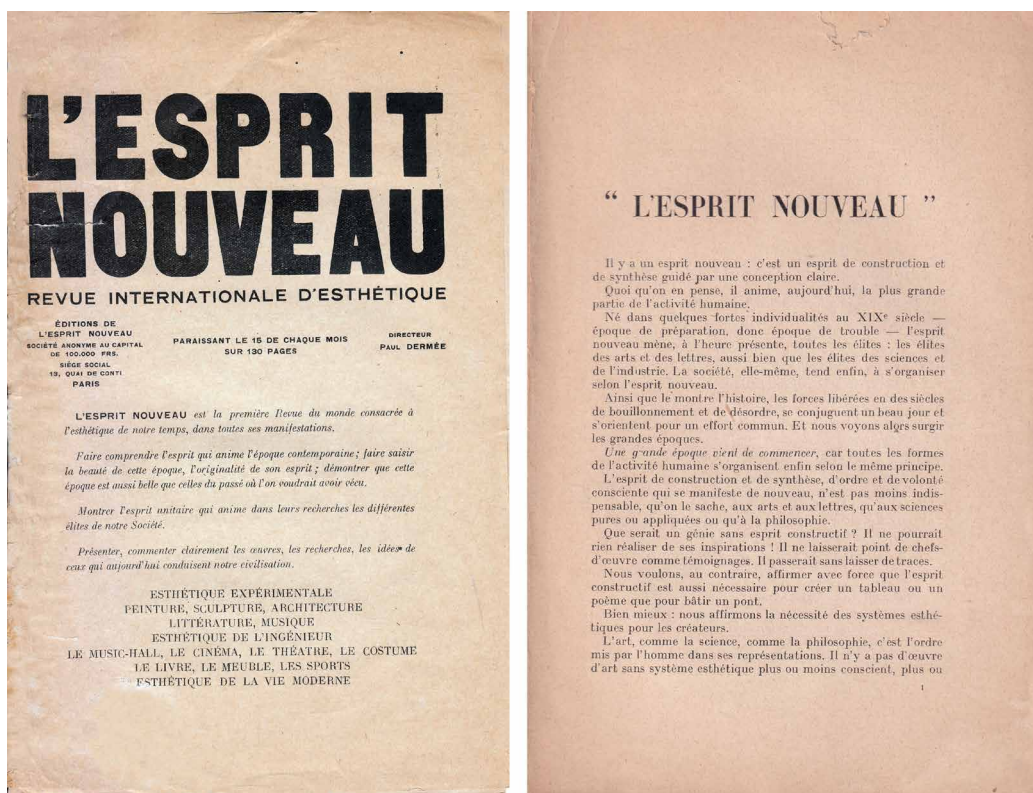 L'ESPRIT
NOUVEAU
REVUE INTERNATIONALE D'ESTHÉTIQUE
ÉDITIONS DE
L'ESPRIT NOUVEAU
SOCIÉTÉ ANONYME AU CAPITAL
DE 100.000 FRS.
SIÈGE SOCIAL
13, QUAI DE CONTI
PARIS
PARAISSANT LE 15 DE CHAQUE MOIS
SUR 130 PAGES
DIRECTEUR
PAUL DERMÉE
L'ESPRIT NOUVEAU est la première Revue du monde consacrée à
l'esthétique de notre temps, dans toutes ses manifestations.
Faire comprendre l'esprit qui anime l'époque contemporaine ; faire saisir
la beauté de cette époque, l'originalité de son esprit ; démontrer que cette
époque est aussi belle que celles du passé où l'on voudrait avoir vécu.
Montrer l'esprit unitaire qui anime dans leurs recherches les différentes
élites de notre Société.
Présenter, commenter clairement les œuvres, les recherches, les idées de
ceux qui aujourd'hui conduisent notre civilisation.
ESTHÉTIQUE EXPÉRIMENTALE
PEINTURE, SCULPTURE, ARCHITECTURE
LITTÉRATURE, MUSIQUE
ESTHÉTIQUE DE L'INGÉNIEUR
LE MUSIC-HALL, LE CINÉMA, LE THÉATRE, LE COSTUME
LE LIVRE, LE MEUBLE, LES SPORTS
ESTHÉTIQUE DE LA VIE MODERNE
“ L'ESPRIT NOUVEAU ”
Il y a un esprit nouveau : c'est un esprit de construction et
de synthèse guidé par une conception claire.
Quoi qu'on en pense, il anime, aujourd'hui, la plus grande
partie de l'activité humaine.
Né dans quelques fortes individualités au XIXe siècle —
époque de préparation, donc époque de trouble — l'esprit
nouveau mène, à l'heure présente, toutes les élites : les élites
des arts et des lettres, aussi bien que les élites des sciences et
de l'industrie. La société, elle-même, tend enfin, à s'organiser
selon l'esprit nouveau.
Ainsi que le montre l'histoire, les forces libérées en des siècles
de bouillonnement et de désordre, se conjuguent un beau jour et
s'orientent pour un effort commun. Et nous voyons alors surgir
les grandes époques.
Une grande époque vient de commencer, car toutes les formes
de l'activité humaine s'organisent enfin selon le même principe.
L'esprit de construction et de synthèse, d'ordre et de volonté
consciente qui se manifeste de nouveau, n'est pas moins indis-
pensable, qu'on le sache, aux arts et aux lettres, qu'aux sciences
pures ou appliquées ou qu'à la philosophie.
Que serait un génie sans esprit constructif ? Il ne pourrait
rien réaliser de ses inspirations ! Il ne laisserait point de chefs-
d'œuvre comme témoignages. Il passerait sans laisser de traces.
Nous voulons, au contraire, affirmer avec force que l'esprit
constructif est aussi nécessaire pour créer un tableau ou un
poème que pour bâtir un pont.
Bien mieux : nous affirmons la nécessité des systèmes esthé-
tiques pour les créateurs.
L'art, comme la science, comme la philosophie, c'est l'ordre
mis par l'homme dans ses représentations. Il n'y a pas d'œuvre
d'art sans système esthétique plus ou moins conscient, plus ou
1